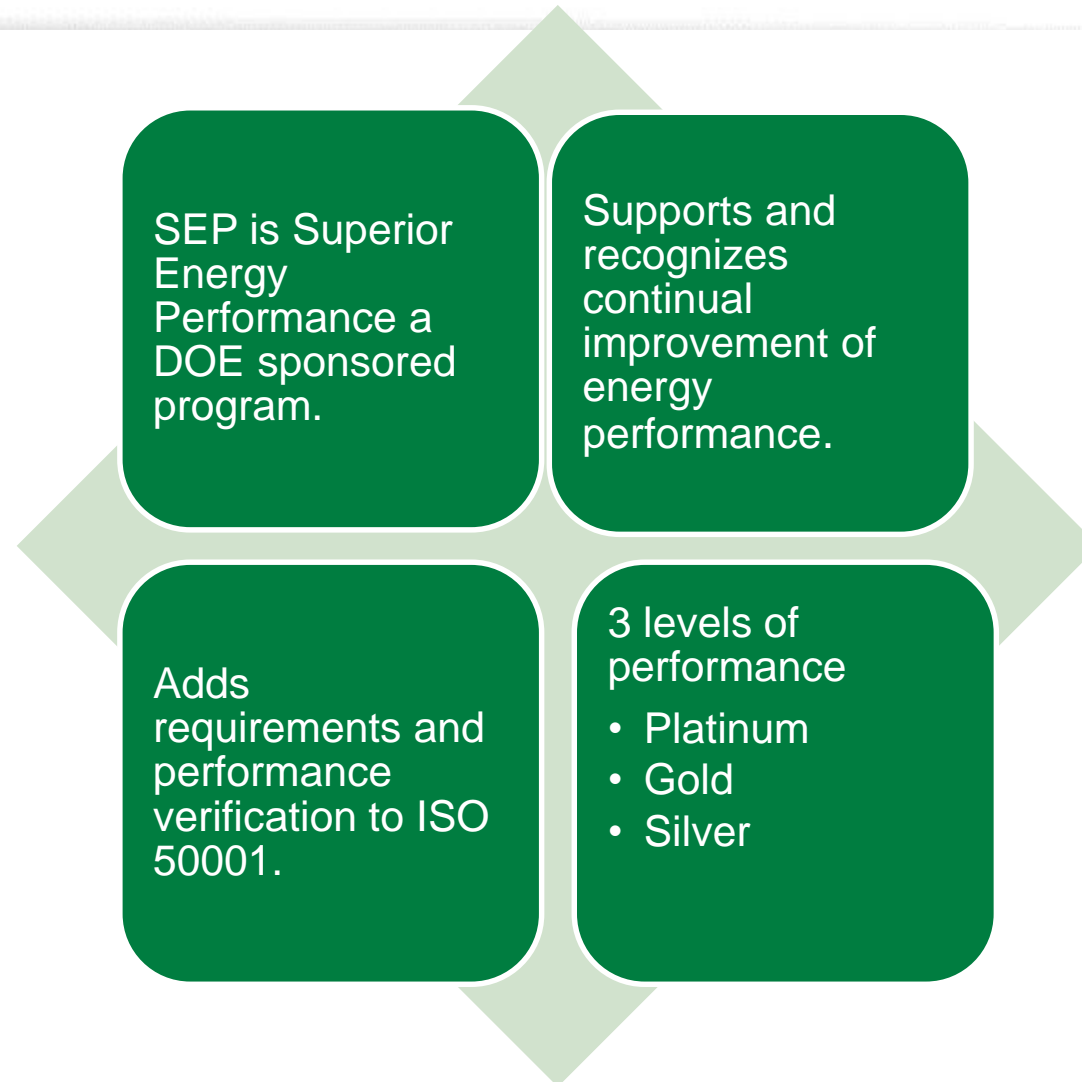 SEP is Superior
Energy
Performance a
DOE sponsored
program.
Supports and
recognizes
continual
improvement of
energy
performance.
Adds
requirements and
performance
verification to ISO
50001.
3 levels of
performance
• Platinum
• Gold
• Silver